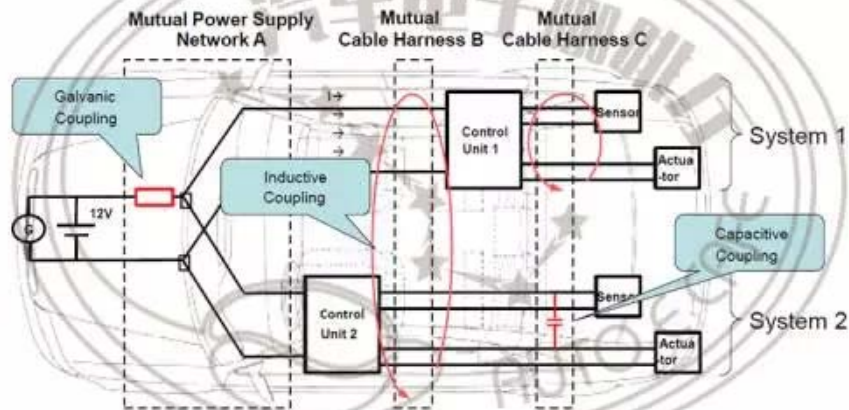 Mutual Power Supply
Network A
Mutual
Cable Harness B
Mutual
Cable Harness C
Galvanic
Coupling
I→
Control
Unit 1
Sensor
Actua
-tor
System 1
Inductive
Coupling
12V
G
Capacitive
Coupling
Control
Unit 2
Sensor
Actua
-tor
System 2